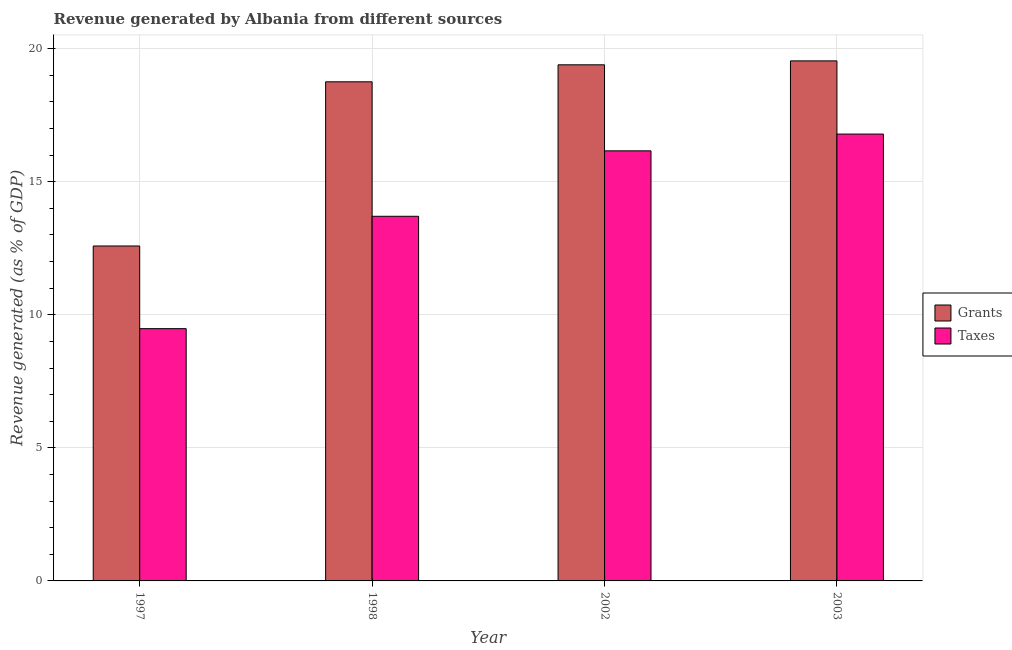 Revenue generated by Albania from different sources
20
15
10
5
0
Revenue generated (as % of GDP)
1997
1998
2002
2003
Year
Grants
Taxes